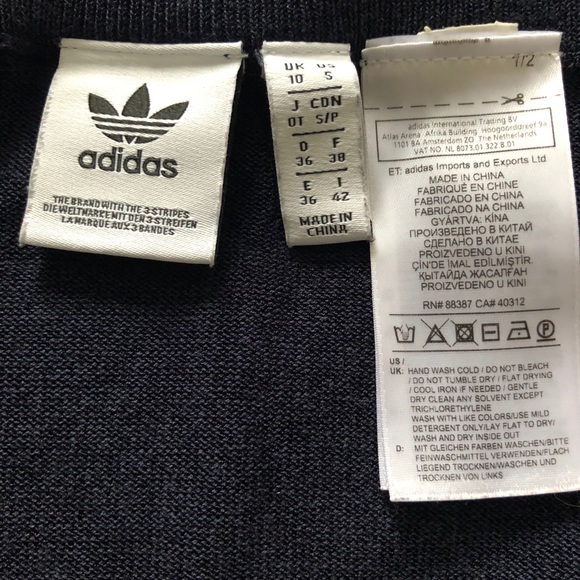 adidas
THE BRAND WITH THE 3 STRIPES
DIE WELTMARKE MIT DEN 3 STREIFEN
LA MARQUE AUX 3 BANDES
UK US
10 S
J CDN
OT S/P
D F
36 38
E I
36 42
MADE IN
CHINA
1/2
adidas International Trading BV
Atlas Arena Afrika Building Hoogoorddreef 9a
1101 BA Amsterdam ZO The Netherlands
VAT NO. NL 8073.01.322.B.01
ET: adidas Imports and Exports Ltd
MADE IN CHINA
FABRIQUÉ EN CHINE
FABRICADO EN CHINA
FABRICADO NA CHINA
GYÁRTVA: KÍNA
ПРОИЗВЕДЕНО В КИТАЙ
СДЕЛАНО В КИТАЕ
PROIZVEDENO U KINI
ÇİN'DE İMAL EDİLMİŞTİR.
ҚЫТАЙДА ЖАСАЛҒАН
PROIZVEDENO U KINI
RN# 88387 CA# 40312
P
US /
UK: HAND WASH COLD / DO NOT BLEACH
/ DO NOT TUMBLE DRY / FLAT DRYING
/ COOL IRON IF NEEDED / GENTLE
DRY CLEAN ANY SOLVENT EXCEPT
TRICHLORETHYLENE
WASH WITH LIKE COLORS/USE MILD
DETERGENT ONLY/LAY FLAT TO DRY/
WASH AND DRY INSIDE OUT
D: MIT GLEICHEN FARBEN WASCHEN/BITTE
FEINWASCHMITTEL VERWENDEN/FLACH
LIEGEND TROCKNEN/WASCHEN UND
TROCKNEN VON LINKS